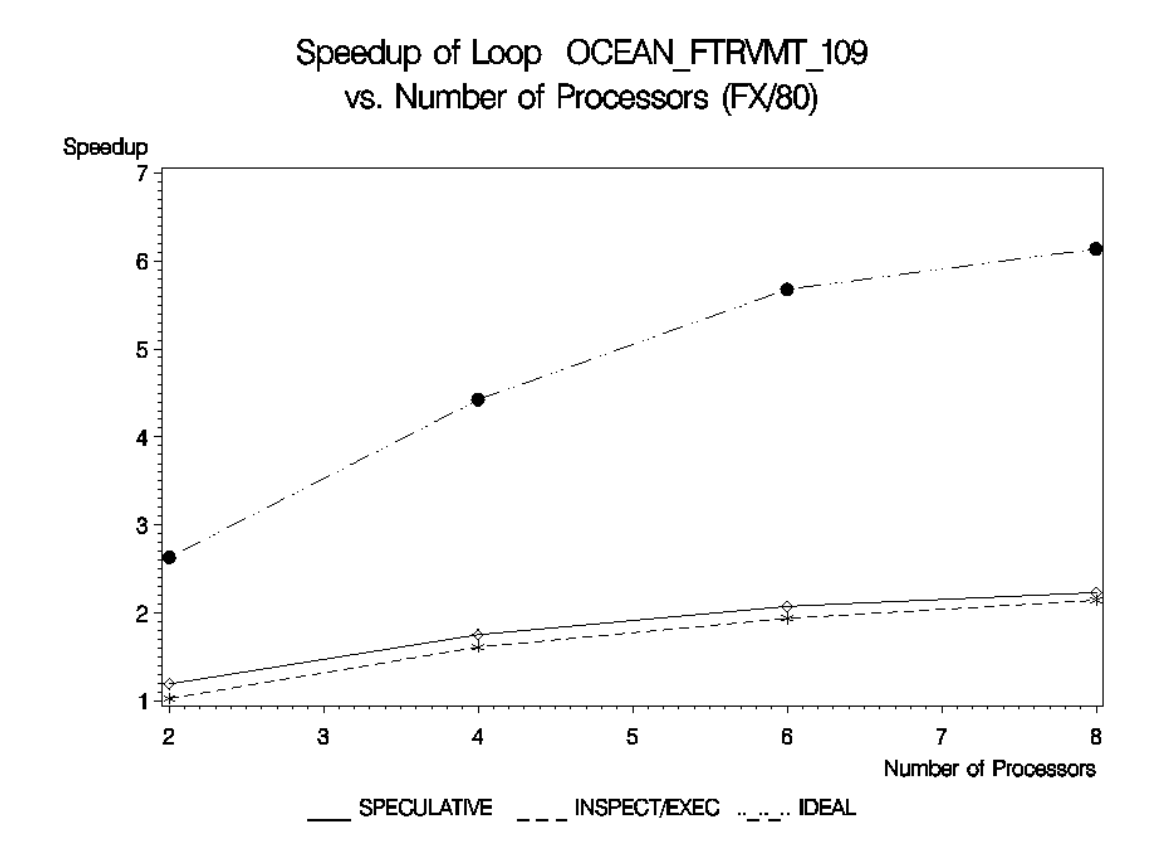 Speedup of Loop OCEAN_FTRVMT_109
vs. Number of Processors (FX/80)
Speedup
7
6
5
4
3
2
1
2 3 4 5 6 7 8
Number of Processors
____ SPECULATIVE _ _ _ INSPECT/EXEC .._.._.. IDEAL